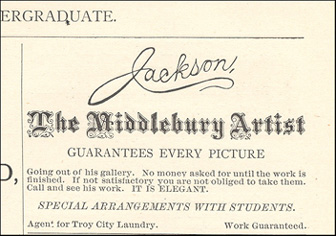 ERGRADUATE.
Jackson,
The Middlebury Artist
GUARANTEES EVERY PICTURE
Going out of his gallery. No money asked for until the work is
finished. If not satisfactory you are not obliged to take them.
Call and see his work. IT IS ELEGANT.
D,
SPECIAL ARRANGEMENTS WITH STUDENTS.
Agent for Troy City Laundry. Work Guaranteed.